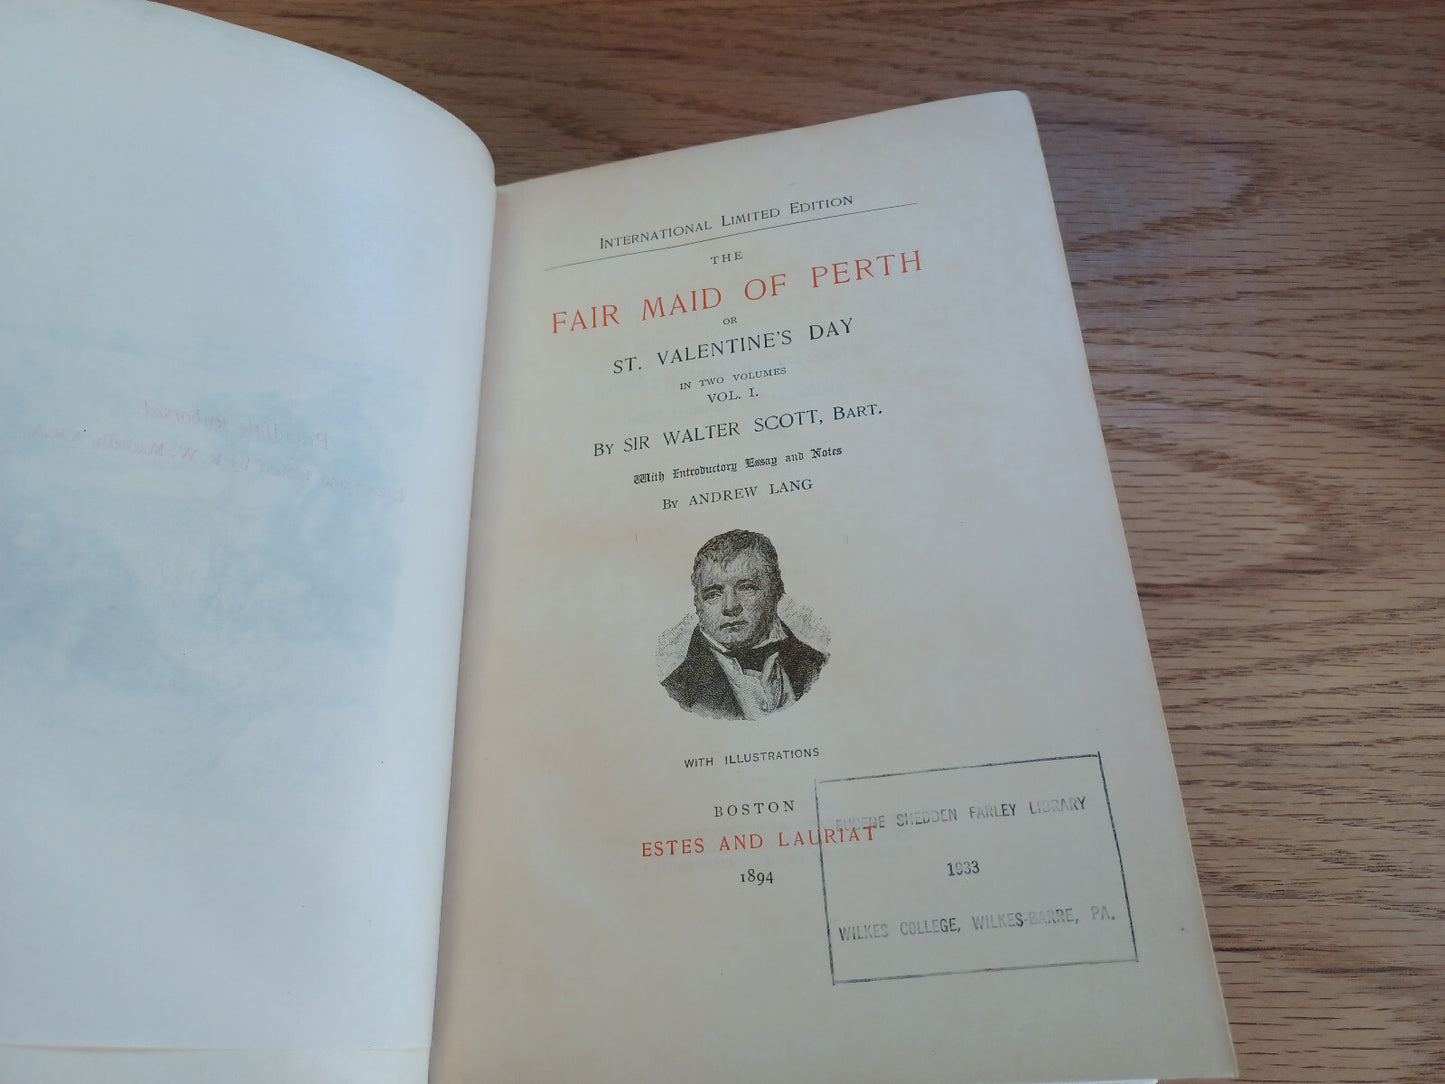 INTERNATIONAL LIMITED EDITION
THE
FAIR MAID OF PERTH
OR
ST. VALENTINE'S DAY
IN TWO VOLUMES
VOL. I.
BY SIR WALTER SCOTT, BART.
With Introductory Essay and Notes
BY ANDREW LANG
WITH ILLUSTRATIONS
BOSTON
ESTES AND LAURIAT
1894
EUGENE SHEDDEN FARLEY LIBRARY
1933
WILKES COLLEGE, WILKES-BARRE, PA.